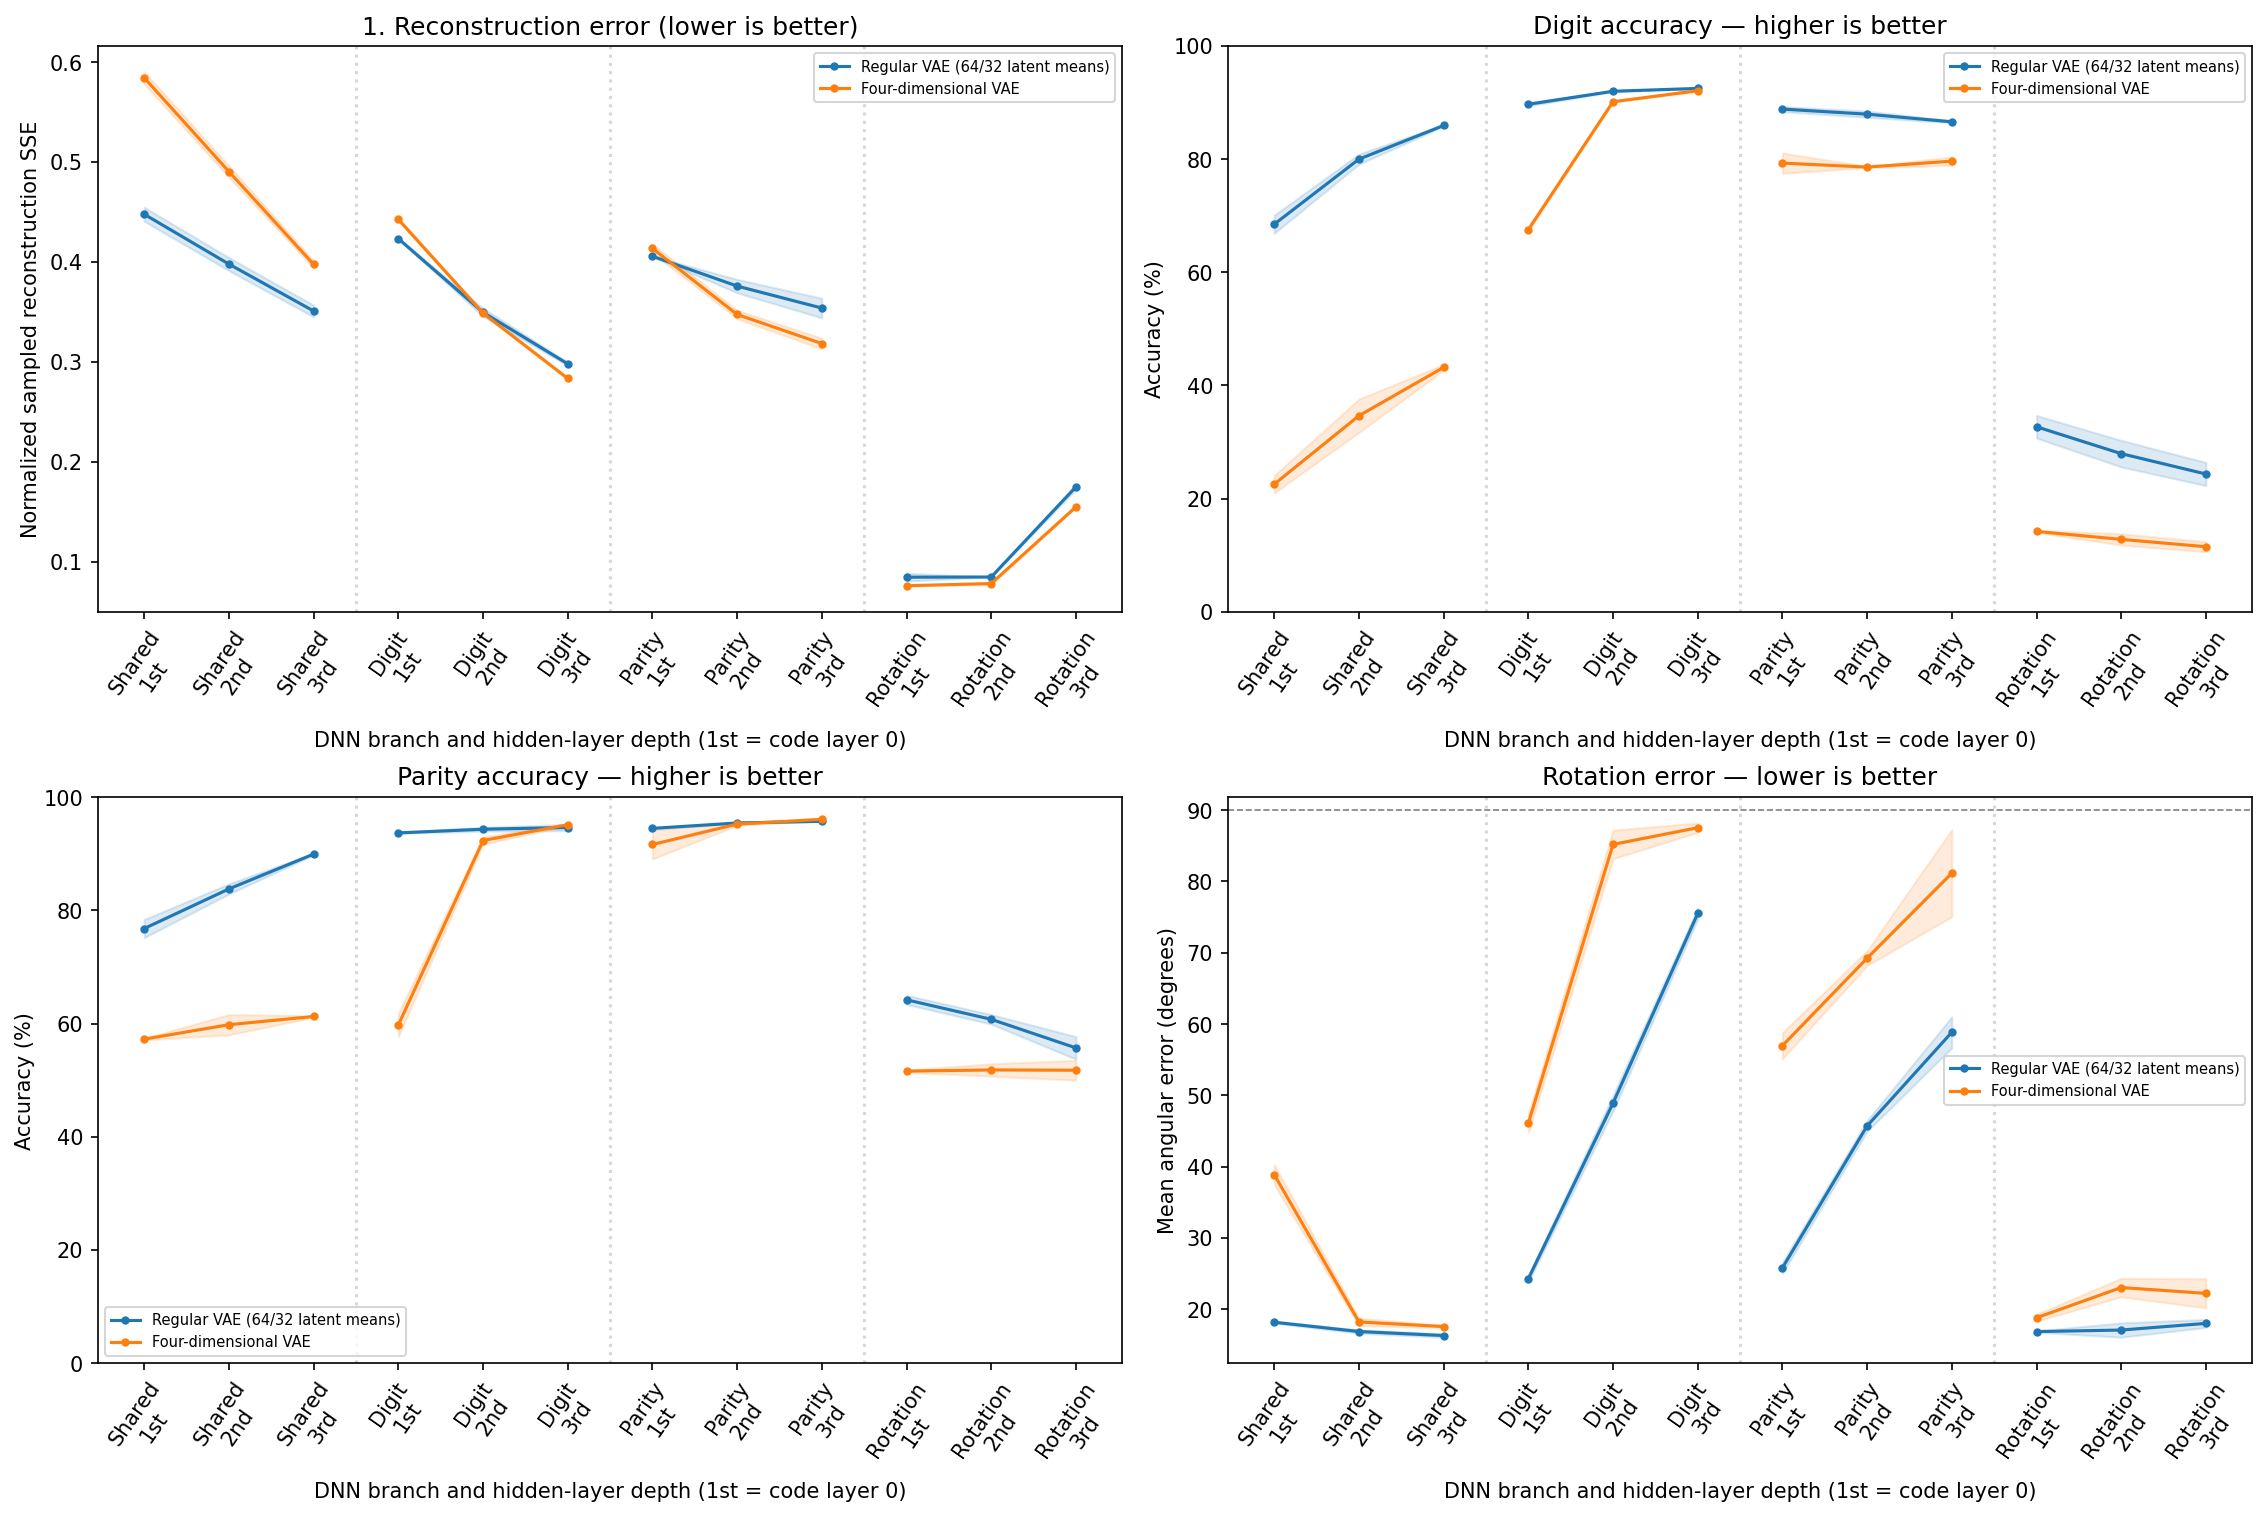 1. Reconstruction error (lower is better)
Normalized sampled reconstruction SSE
0.6
0.5
0.4
0.3
0.2
0.1
Regular VAE (64/32 latent means)
Four-dimensional VAE
Shared
1st
Shared
2nd
Shared
3rd
Digit
1st
Digit
2nd
Digit
3rd
Parity
1st
Parity
2nd
Parity
3rd
Rotation
1st
Rotation
2nd
Rotation
3rd
DNN branch and hidden-layer depth (1st = code layer 0)
Digit accuracy — higher is better
Accuracy (%)
100
80
60
40
20
0
Regular VAE (64/32 latent means)
Four-dimensional VAE
Shared
1st
Shared
2nd
Shared
3rd
Digit
1st
Digit
2nd
Digit
3rd
Parity
1st
Parity
2nd
Parity
3rd
Rotation
1st
Rotation
2nd
Rotation
3rd
DNN branch and hidden-layer depth (1st = code layer 0)
Parity accuracy — higher is better
Accuracy (%)
100
80
60
40
20
0
Regular VAE (64/32 latent means)
Four-dimensional VAE
Shared
1st
Shared
2nd
Shared
3rd
Digit
1st
Digit
2nd
Digit
3rd
Parity
1st
Parity
2nd
Parity
3rd
Rotation
1st
Rotation
2nd
Rotation
3rd
DNN branch and hidden-layer depth (1st = code layer 0)
Rotation error — lower is better
Mean angular error (degrees)
90
80
70
60
50
40
30
20
Regular VAE (64/32 latent means)
Four-dimensional VAE
Shared
1st
Shared
2nd
Shared
3rd
Digit
1st
Digit
2nd
Digit
3rd
Parity
1st
Parity
2nd
Parity
3rd
Rotation
1st
Rotation
2nd
Rotation
3rd
DNN branch and hidden-layer depth (1st = code layer 0)